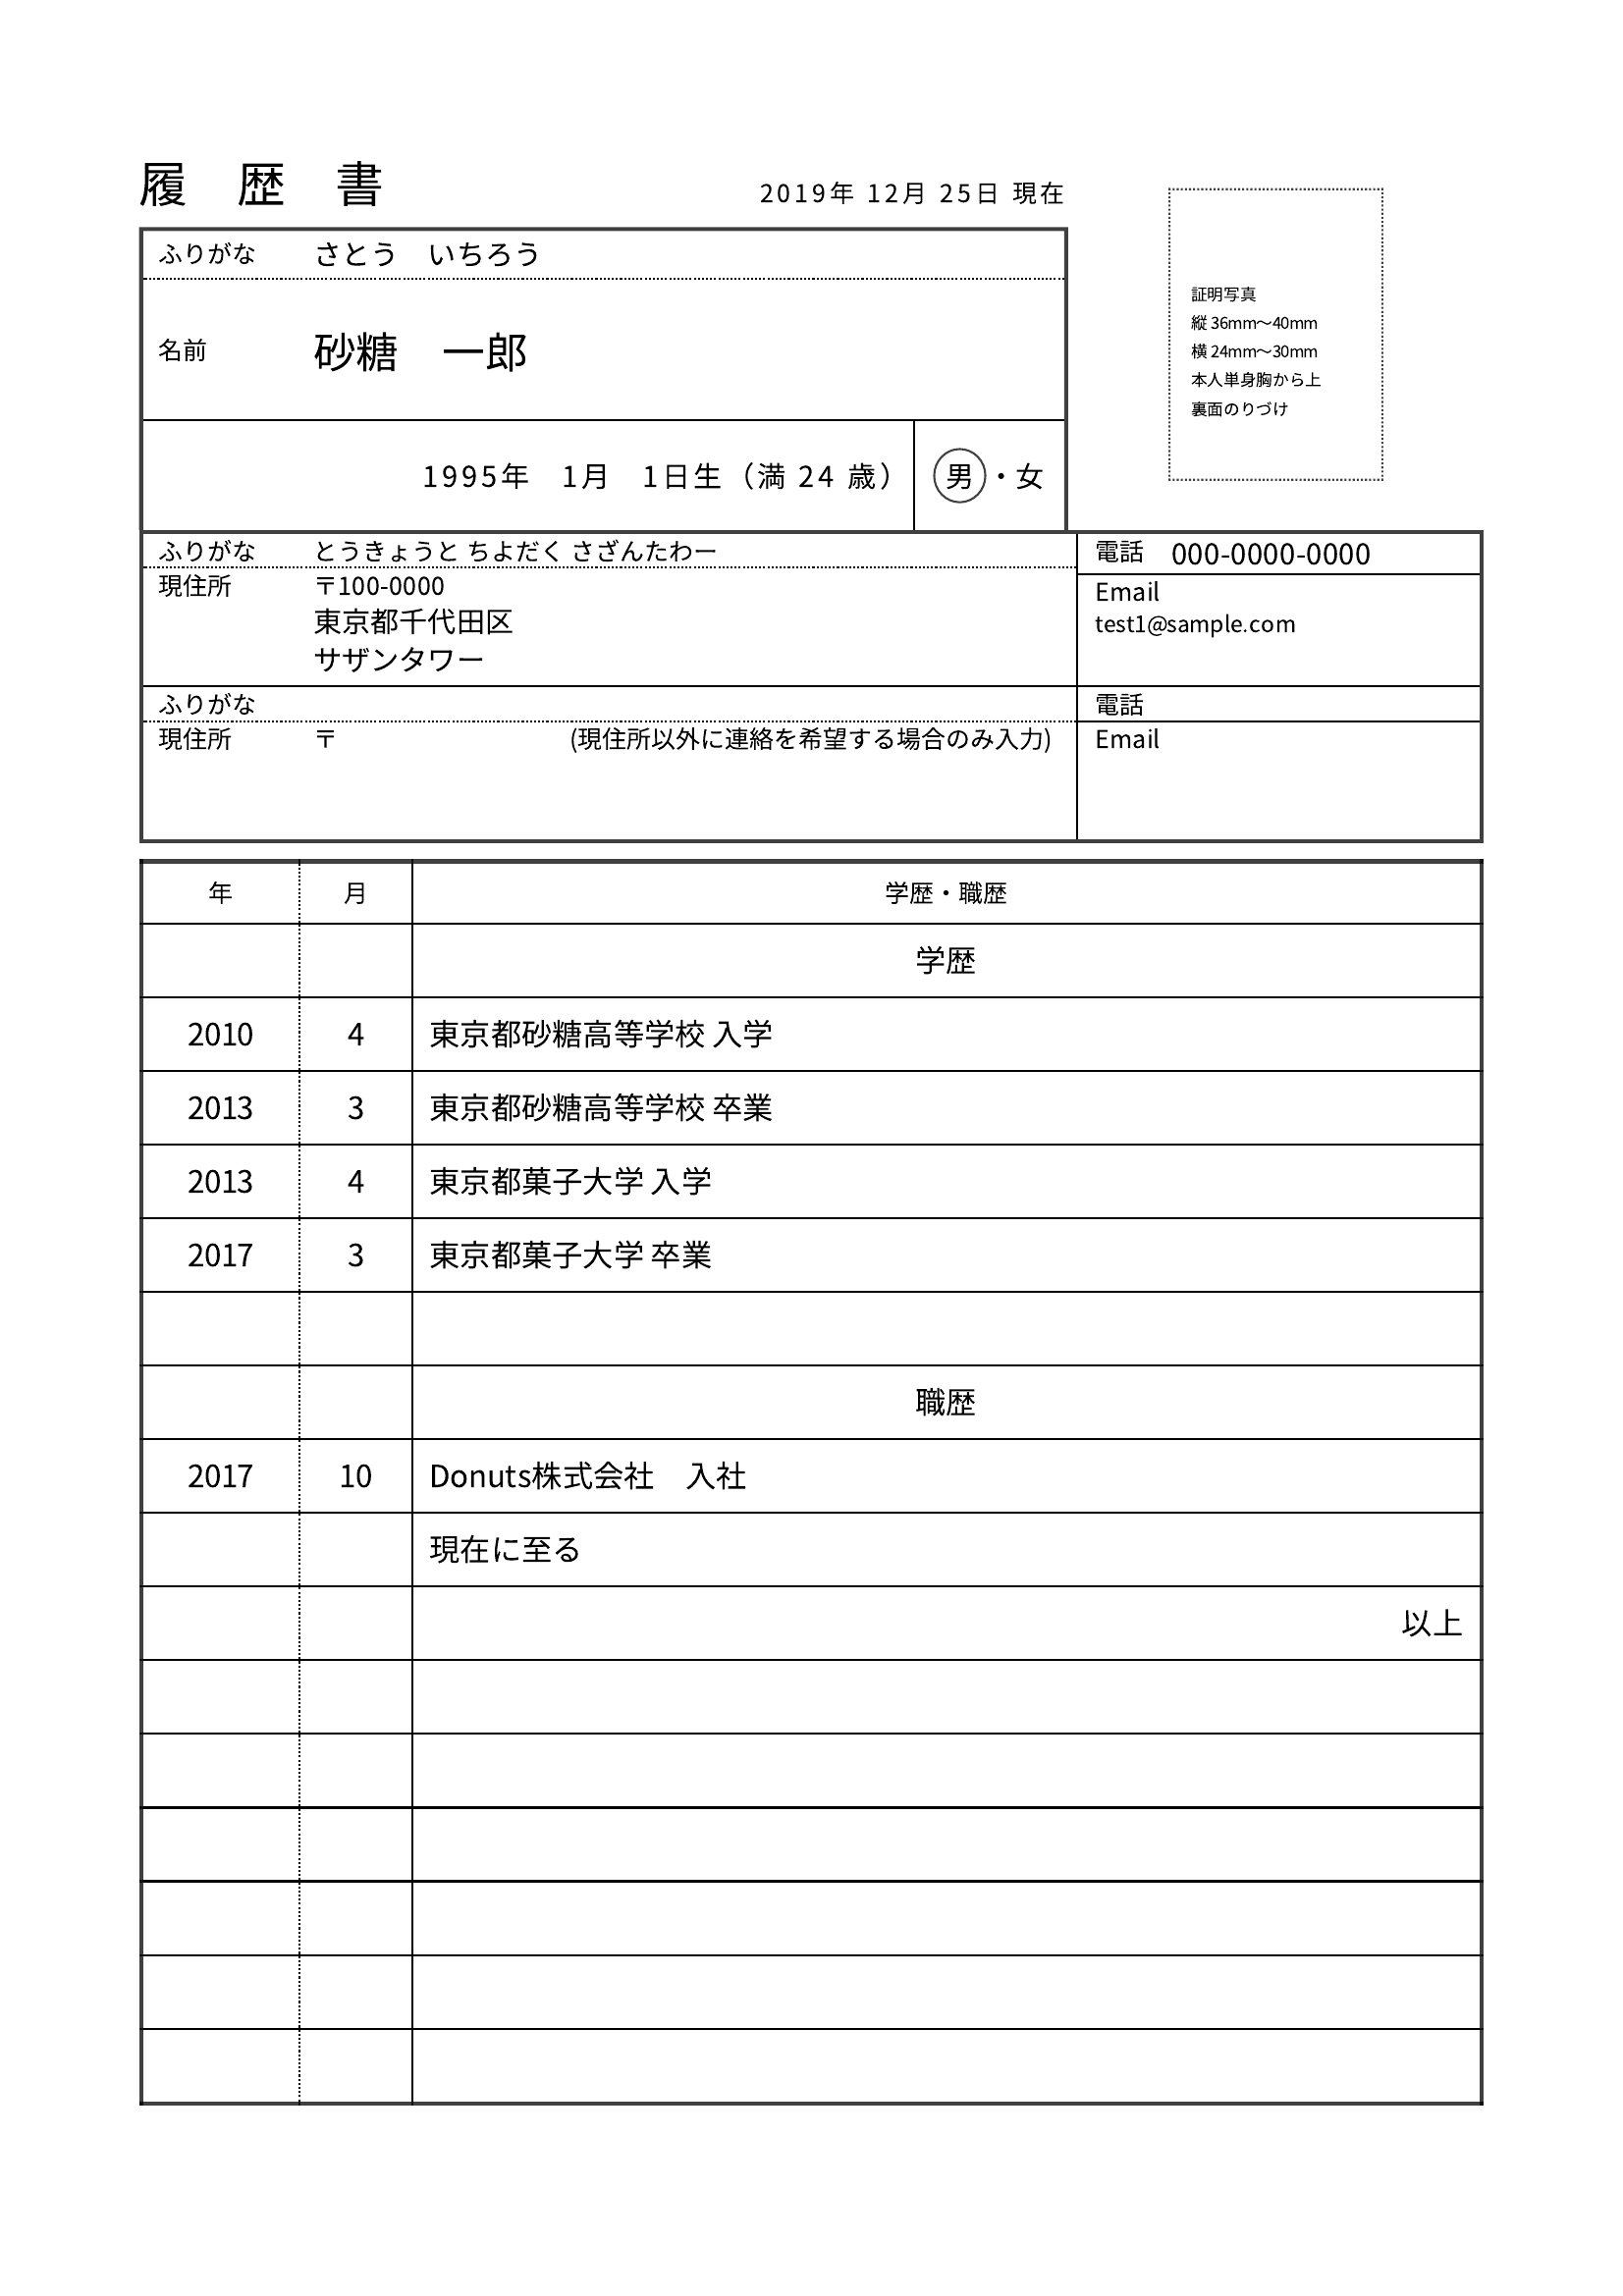 履 歴 書
2019年 12月 25日 現在
ふりがな さとう　いちろう
名前 砂糖　一郎
1995年　1月　1日生（満 24 歳） 男・女
証明写真
縦 36mm〜40mm
横 24mm〜30mm
本人単身胸から上
裏面のりづけ
ふりがな とうきょうと ちよだく さざんたわー
現住所 〒100-0000
東京都千代田区
サザンタワー
電話 000-0000-0000
Email
test1@sample.com
ふりがな
現住所 〒 (現住所以外に連絡を希望する場合のみ入力)
電話
Email
年 月 学歴・職歴
学歴
2010 4 東京都砂糖高等学校 入学
2013 3 東京都砂糖高等学校 卒業
2013 4 東京都菓子大学 入学
2017 3 東京都菓子大学 卒業
職歴
2017 10 Donuts株式会社　入社
現在に至る
以上